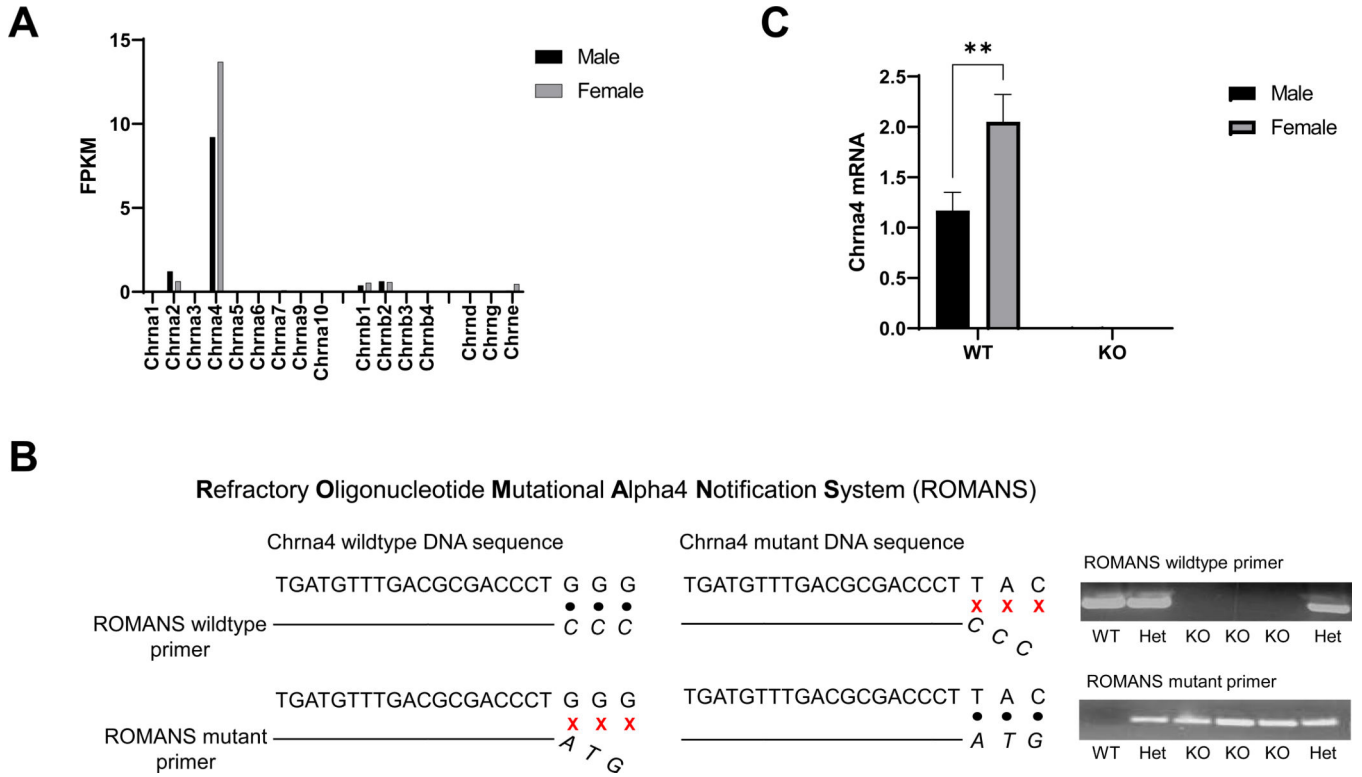 A
15
10
5
0
FPKM
Male
Female
Chrna1
Chrna2
Chrna3
Chrna4
Chrna5
Chrna6
Chrna7
Chrna9
Chrna10
Chrnb1
Chrnb2
Chrnb3
Chrnb4
Chrnd
Chrng
Chrne
C
**
2.5
2.0
1.5
1.0
0.5
0.0
Chrna4 mRNA
WT
KO
Male
Female
B
Refractory Oligonucleotide Mutational Alpha4 Notification System (ROMANS)
Chrna4 wildtype DNA sequence
TGATGTTTGACGCGACCCT G G G
ROMANS wildtype
primer
C C C
TGATGTTTGACGCGACCCT G G G
X X X
ROMANS mutant
primer
A T G
Chrna4 mutant DNA sequence
TGATGTTTGACGCGACCCT T A C
X X X
C C C
TGATGTTTGACGCGACCCT T A C
A T G
ROMANS wildtype primer
WT Het KO KO KO Het
ROMANS mutant primer
WT Het KO KO KO Het